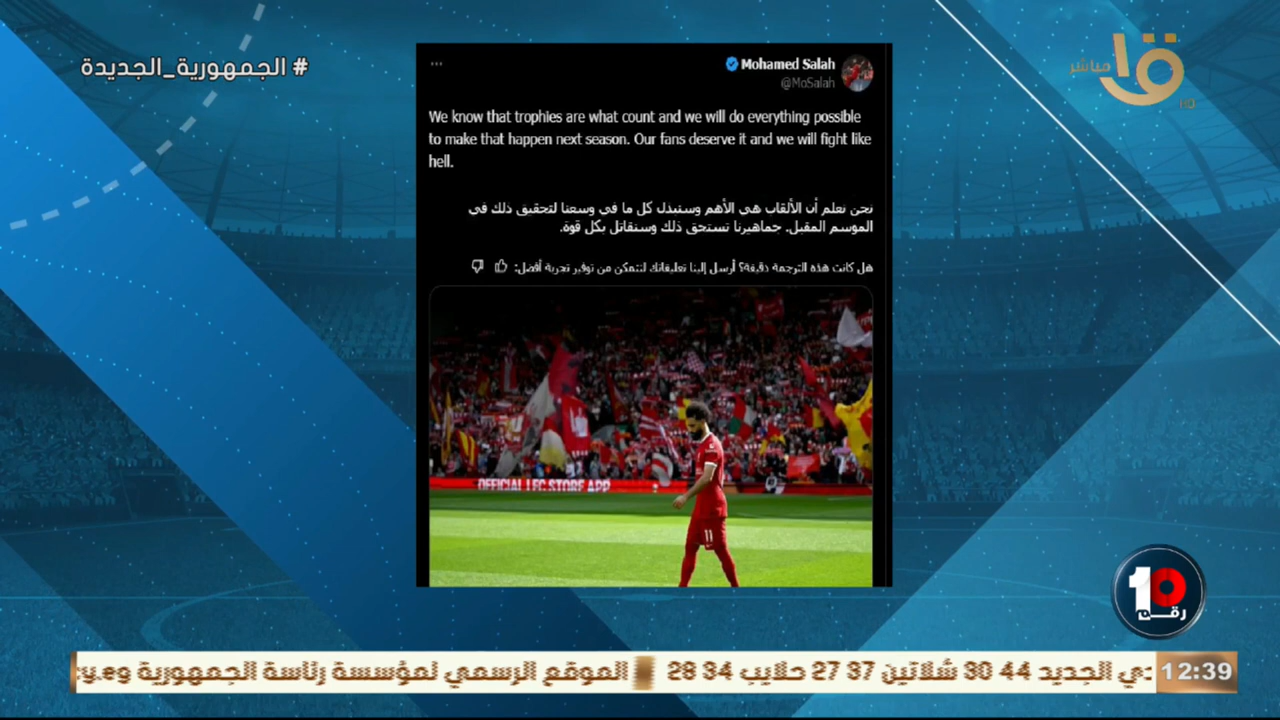 # الجمهورية_الجديدة
مباشر
HD
Mohamed Salah
@MoSalah
We know that trophies are what count and we will do everything possible
to make that happen next season. Our fans deserve it and we will fight like
hell.
نحن نعلم أن الألقاب هي الأهم وسنبذل كل ما في وسعنا لتحقيق ذلك في
الموسم المقبل. جماهيرنا تستحق ذلك وسنقاتل بكل قوة.
هل كانت هذه الترجمة دقيقة؟ أرسل إلينا تعليقاتك لنتمكن من توفير تجربة أفضل:
OFFICIAL LFC STORE APP
11
10
رقم
12:39
الجديد 44 30 شلاتين 37 27 حلايب 34 28 الموقع الرسمي لمؤسسة رئاسة الجمهورية y.eg